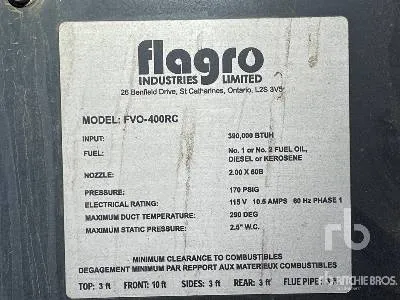 flagro
INDUSTRIES LIMITED
26 Benfield Drive, St Catharines, Ontario, L2S 3V5
MODEL: FVO-400RC
INPUT: 390,000 BTUH
FUEL: No. 1 or No. 2 FUEL OIL,
DIESEL or KEROSENE
NOZZLE: 2.00 X 60B
PRESSURE: 170 PSIG
ELECTRICAL RATING: 115 V 10.5 AMPS 60 Hz PHASE 1
MAXIMUM DUCT TEMPERATURE: 290 DEG
MAXIMUM STATIC PRESSURE: 2.5" W.C.
MINIMUM CLEARANCE TO COMBUSTIBLES
DEGAGEMENT MINIMUM PAR REPPORT AUX MATERIEUX COMBUSTIBLES
TOP: 3 ft FRONT: 10 ft SIDES: 3 ft REAR: 3 ft FLUE PIPE:
rb
Ritchie Bros.